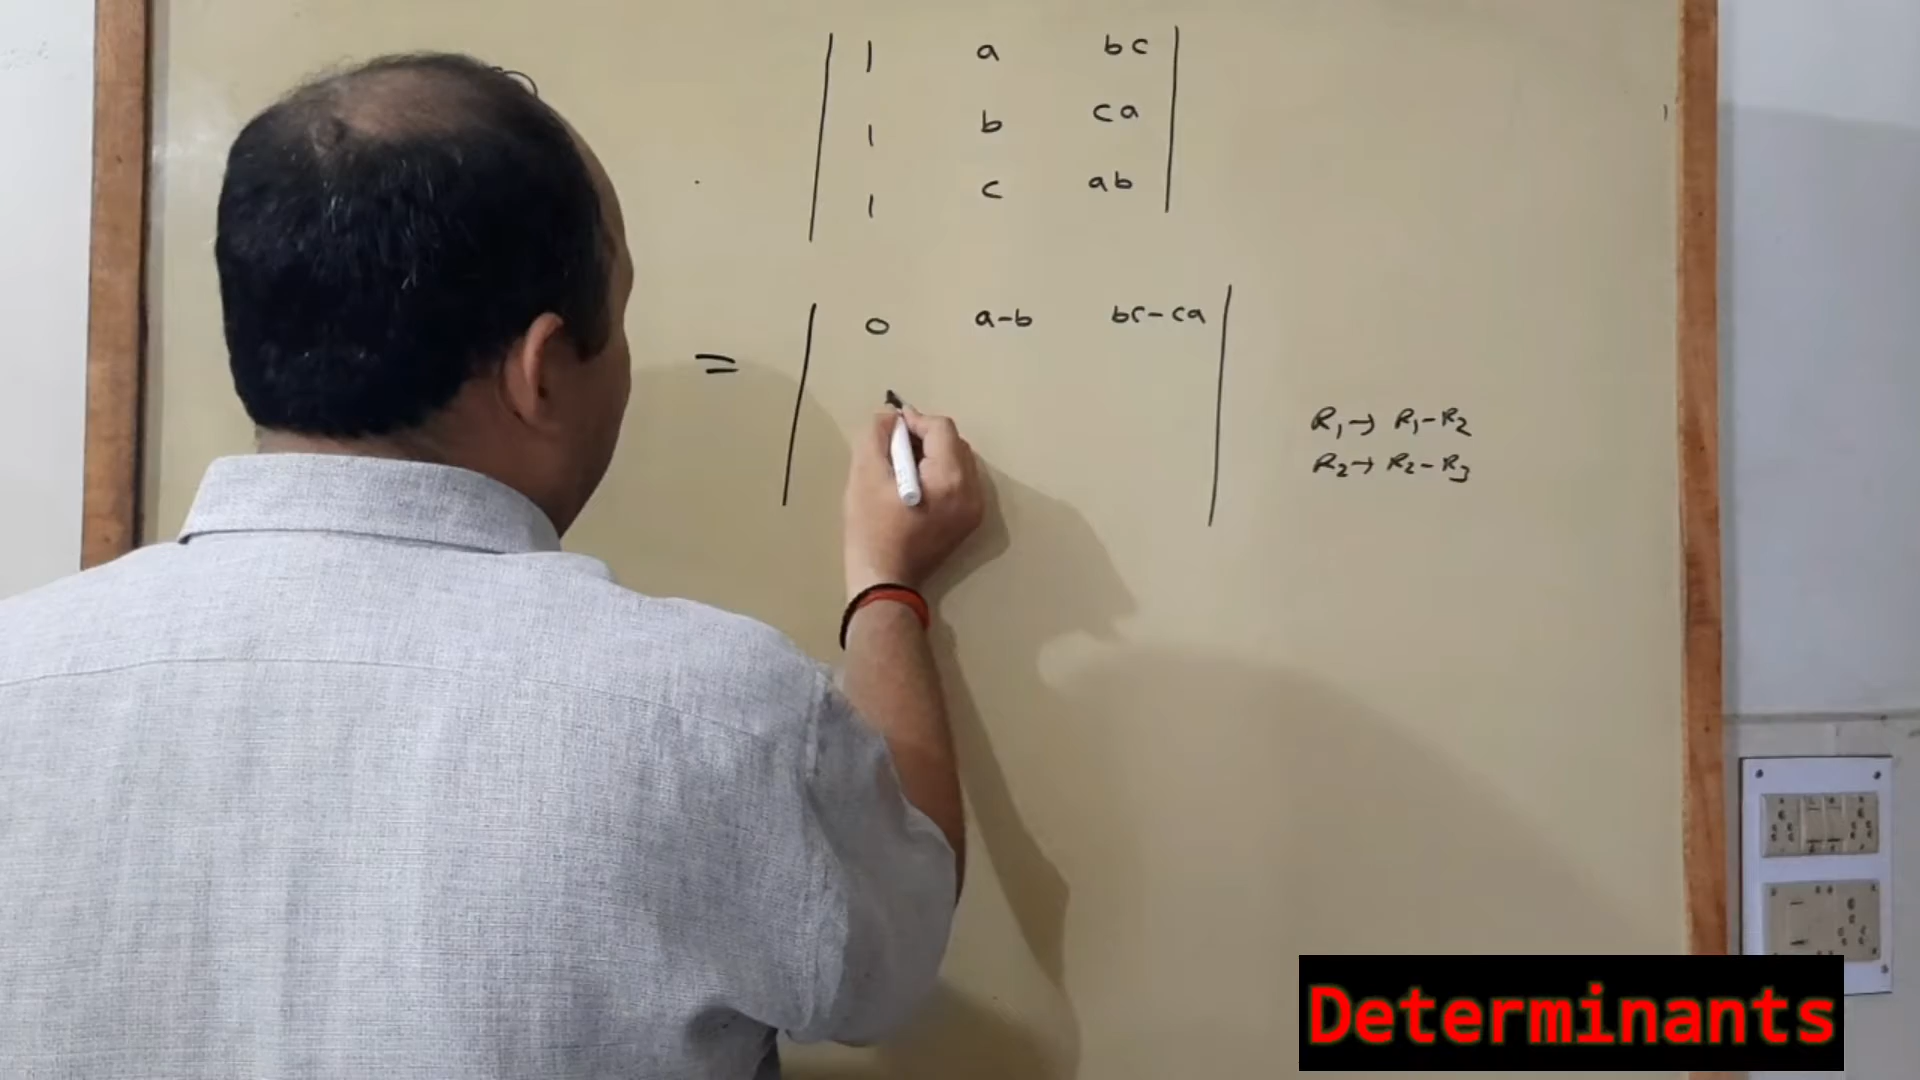 | 1 a bc |
| 1 b ca |
| 1 c ab |
= | 0 a-b bc-ca |
R₁→ R₁-R₂
R₂→ R₂-R₃
Determinants